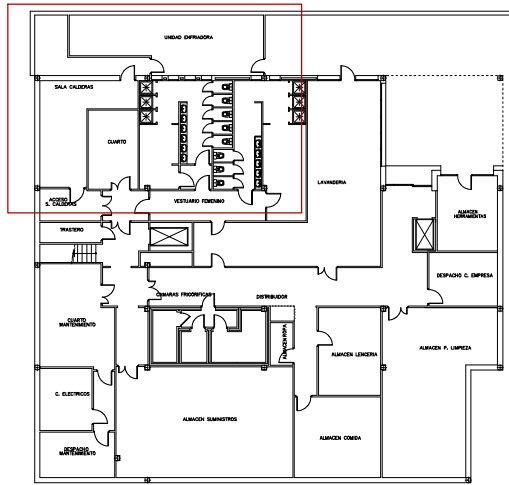 UNIDAD ENFRIADORA
SALA CALDERAS
CUARTO
LAVANDERIA
ACCESO
S. CALDERAS
VESTUARIO FEMENINO
ALMACEN
HERRAMIENTAS
TRASTERO
DESPACHO C. EMPRESA
CAMARAS FRIGORIFICAS
DISTRIBUIDOR
CUARTO
MANTENIMIENTO
ALMACEN ROPA
ALMACEN LENCERIA
ALMACEN P. LIMPIEZA
C. ELECTRICOS
ALMACEN SUMINISTROS
ALMACEN COMIDA
DESPACHO
MANTENIMIENTO